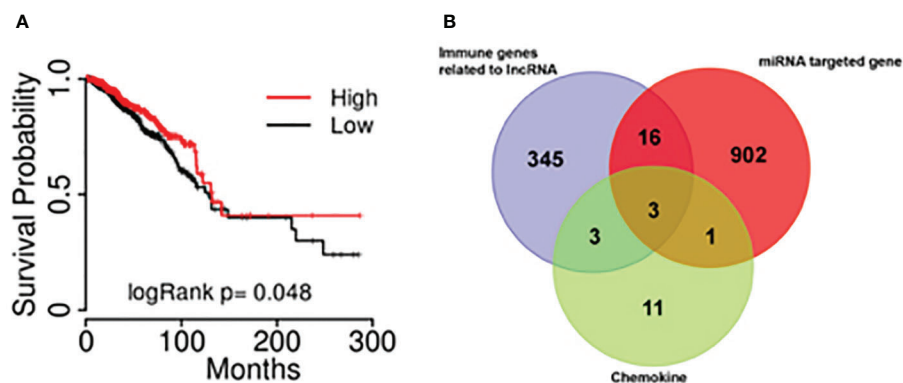 A
B
Survival Probability
1.0
0.5
0
High
Low
logRank p= 0.048
0
100
200
300
Months
Immune genes
related to lncRNA
miRNA targeted gene
345
16
902
3
3
1
11
Chemokine